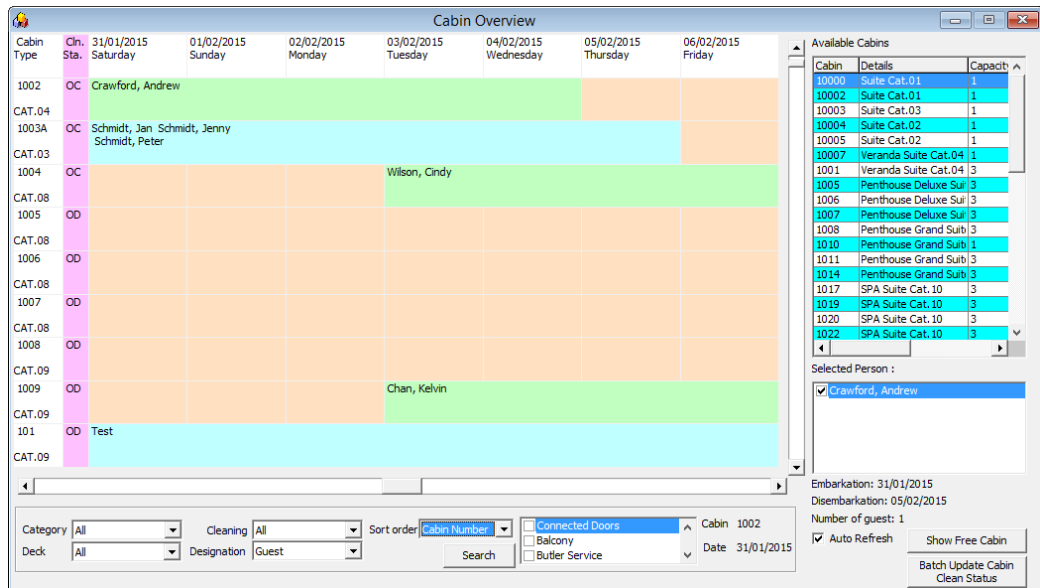 Cabin Overview
Cabin Type Cln. Sta. 31/01/2015 Saturday 01/02/2015 Sunday 02/02/2015 Monday 03/02/2015 Tuesday 04/02/2015 Wednesday 05/02/2015 Thursday 06/02/2015 Friday
1002 OC Crawford, Andrew
CAT.04
1003A OC Schmidt, Jan Schmidt, Jenny
Schmidt, Peter
CAT.03
1004 OC Wilson, Cindy
CAT.08
1005 OD
CAT.08
1006 OD
CAT.08
1007 OD
CAT.08
1008 OD
CAT.09
1009 OD Chan, Kelvin
CAT.09
101 OD Test
CAT.09
Available Cabins
Cabin Details Capacit
10000 Suite Cat.01 1
10002 Suite Cat.01 1
10003 Suite Cat.03 1
10004 Suite Cat.02 1
10005 Suite Cat.02 1
10007 Veranda Suite Cat.04 1
1001 Veranda Suite Cat.04 3
1005 Penthouse Deluxe Sui 3
1006 Penthouse Deluxe Sui 3
1007 Penthouse Deluxe Sui 3
1008 Penthouse Grand Suit 3
1010 Penthouse Grand Suit 1
1011 Penthouse Grand Suit 3
1014 Penthouse Grand Suit 3
1017 SPA Suite Cat.10 3
1019 SPA Suite Cat.10 3
1020 SPA Suite Cat.10 3
1022 SPA Suite Cat.10 3
Selected Person :
Crawford, Andrew
Embarkation: 31/01/2015
Disembarkation: 05/02/2015
Number of guest: 1
Auto Refresh Show Free Cabin
Batch Update Cabin Clean Status
Category All Cleaning All Sort order Cabin Number
Deck All Designation Guest Search
Connected Doors
Balcony
Butler Service
Cabin 1002
Date 31/01/2015